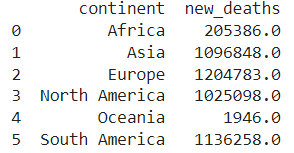 continent new_deaths
0 Africa 205386.0
1 Asia 1096848.0
2 Europe 1204783.0
3 North America 1025098.0
4 Oceania 1946.0
5 South America 1136258.0